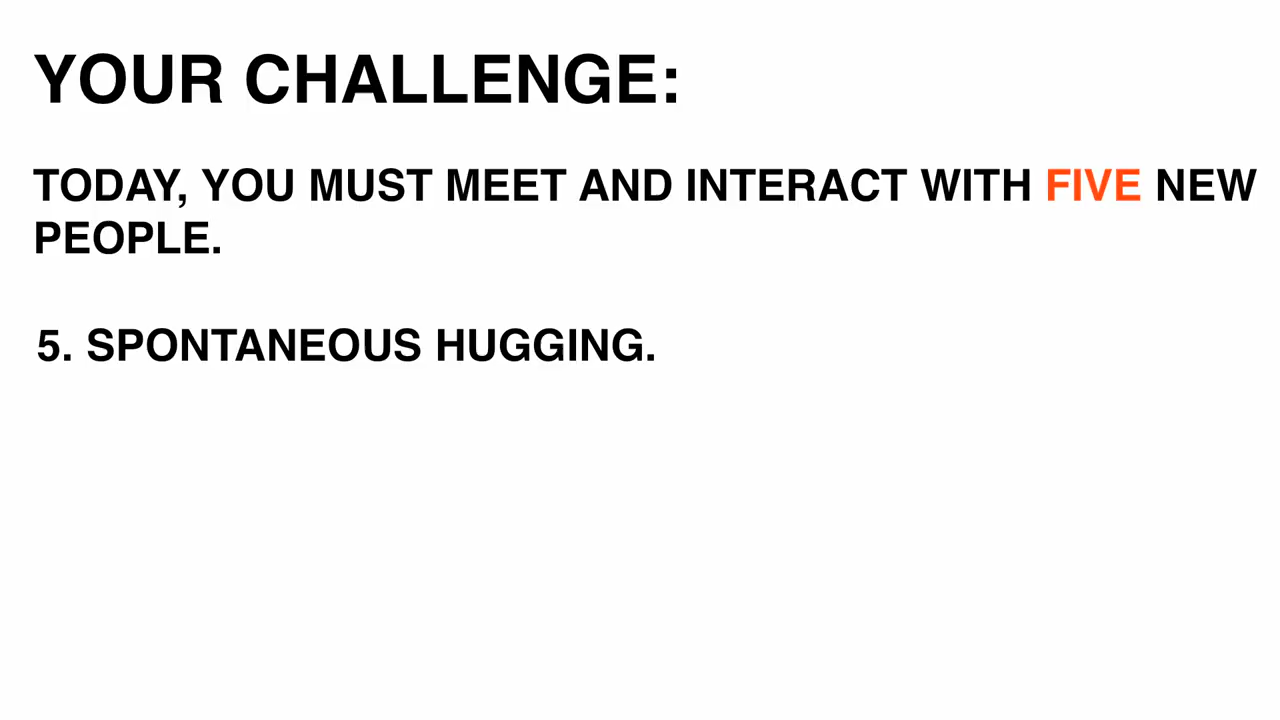 YOUR CHALLENGE:
TODAY, YOU MUST MEET AND INTERACT WITH FIVE NEW
PEOPLE.
5. SPONTANEOUS HUGGING.